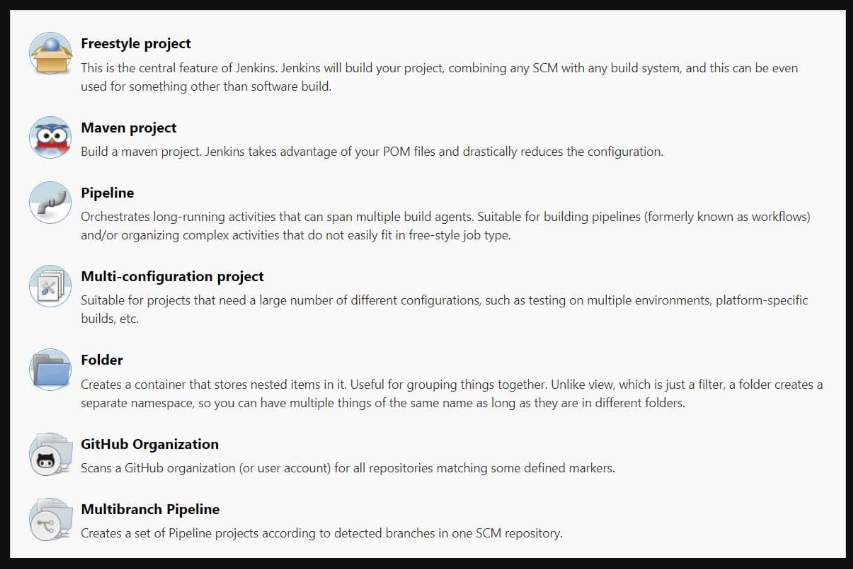 Freestyle project
This is the central feature of Jenkins. Jenkins will build your project, combining any SCM with any build system, and this can be even
used for something other than software build.
Maven project
Build a maven project. Jenkins takes advantage of your POM files and drastically reduces the configuration.
Pipeline
Orchestrates long-running activities that can span multiple build agents. Suitable for building pipelines (formerly known as workflows)
and/or organizing complex activities that do not easily fit in free-style job type.
Multi-configuration project
Suitable for projects that need a large number of different configurations, such as testing on multiple environments, platform-specific
builds, etc.
Folder
Creates a container that stores nested items in it. Useful for grouping things together. Unlike view, which is just a filter, a folder creates a
separate namespace, so you can have multiple things of the same name as long as they are in different folders.
GitHub Organization
Scans a GitHub organization (or user account) for all repositories matching some defined markers.
Multibranch Pipeline
Creates a set of Pipeline projects according to detected branches in one SCM repository.